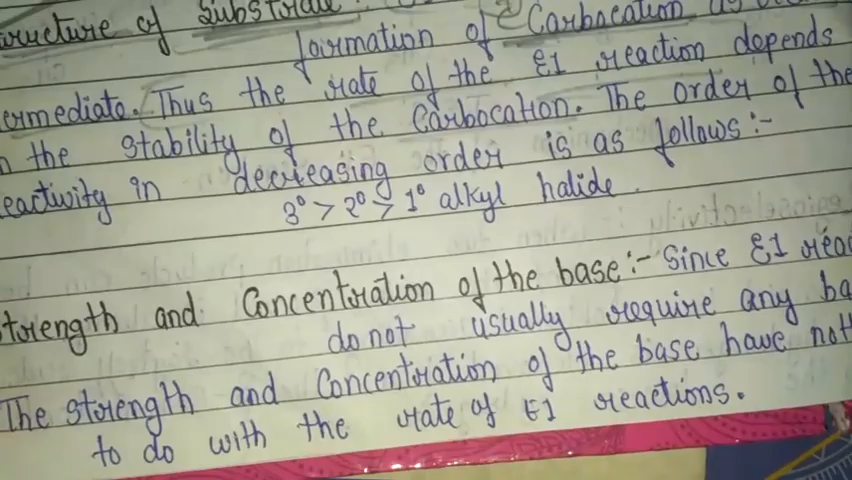 ructure of Substrate :
formation of Carbocation as
ermediate. Thus the rate of the E1 reaction depends
n the stability of the Carbocation. The order of the
eactivity in decreasing order is as follows :-
3° > 2° > 1° alkyl halide.
trength and Concentration of the base :- Since E1 reac
do not usually require any ba
The strength and Concentration of the base have not
to do with the rate of E1 reactions.